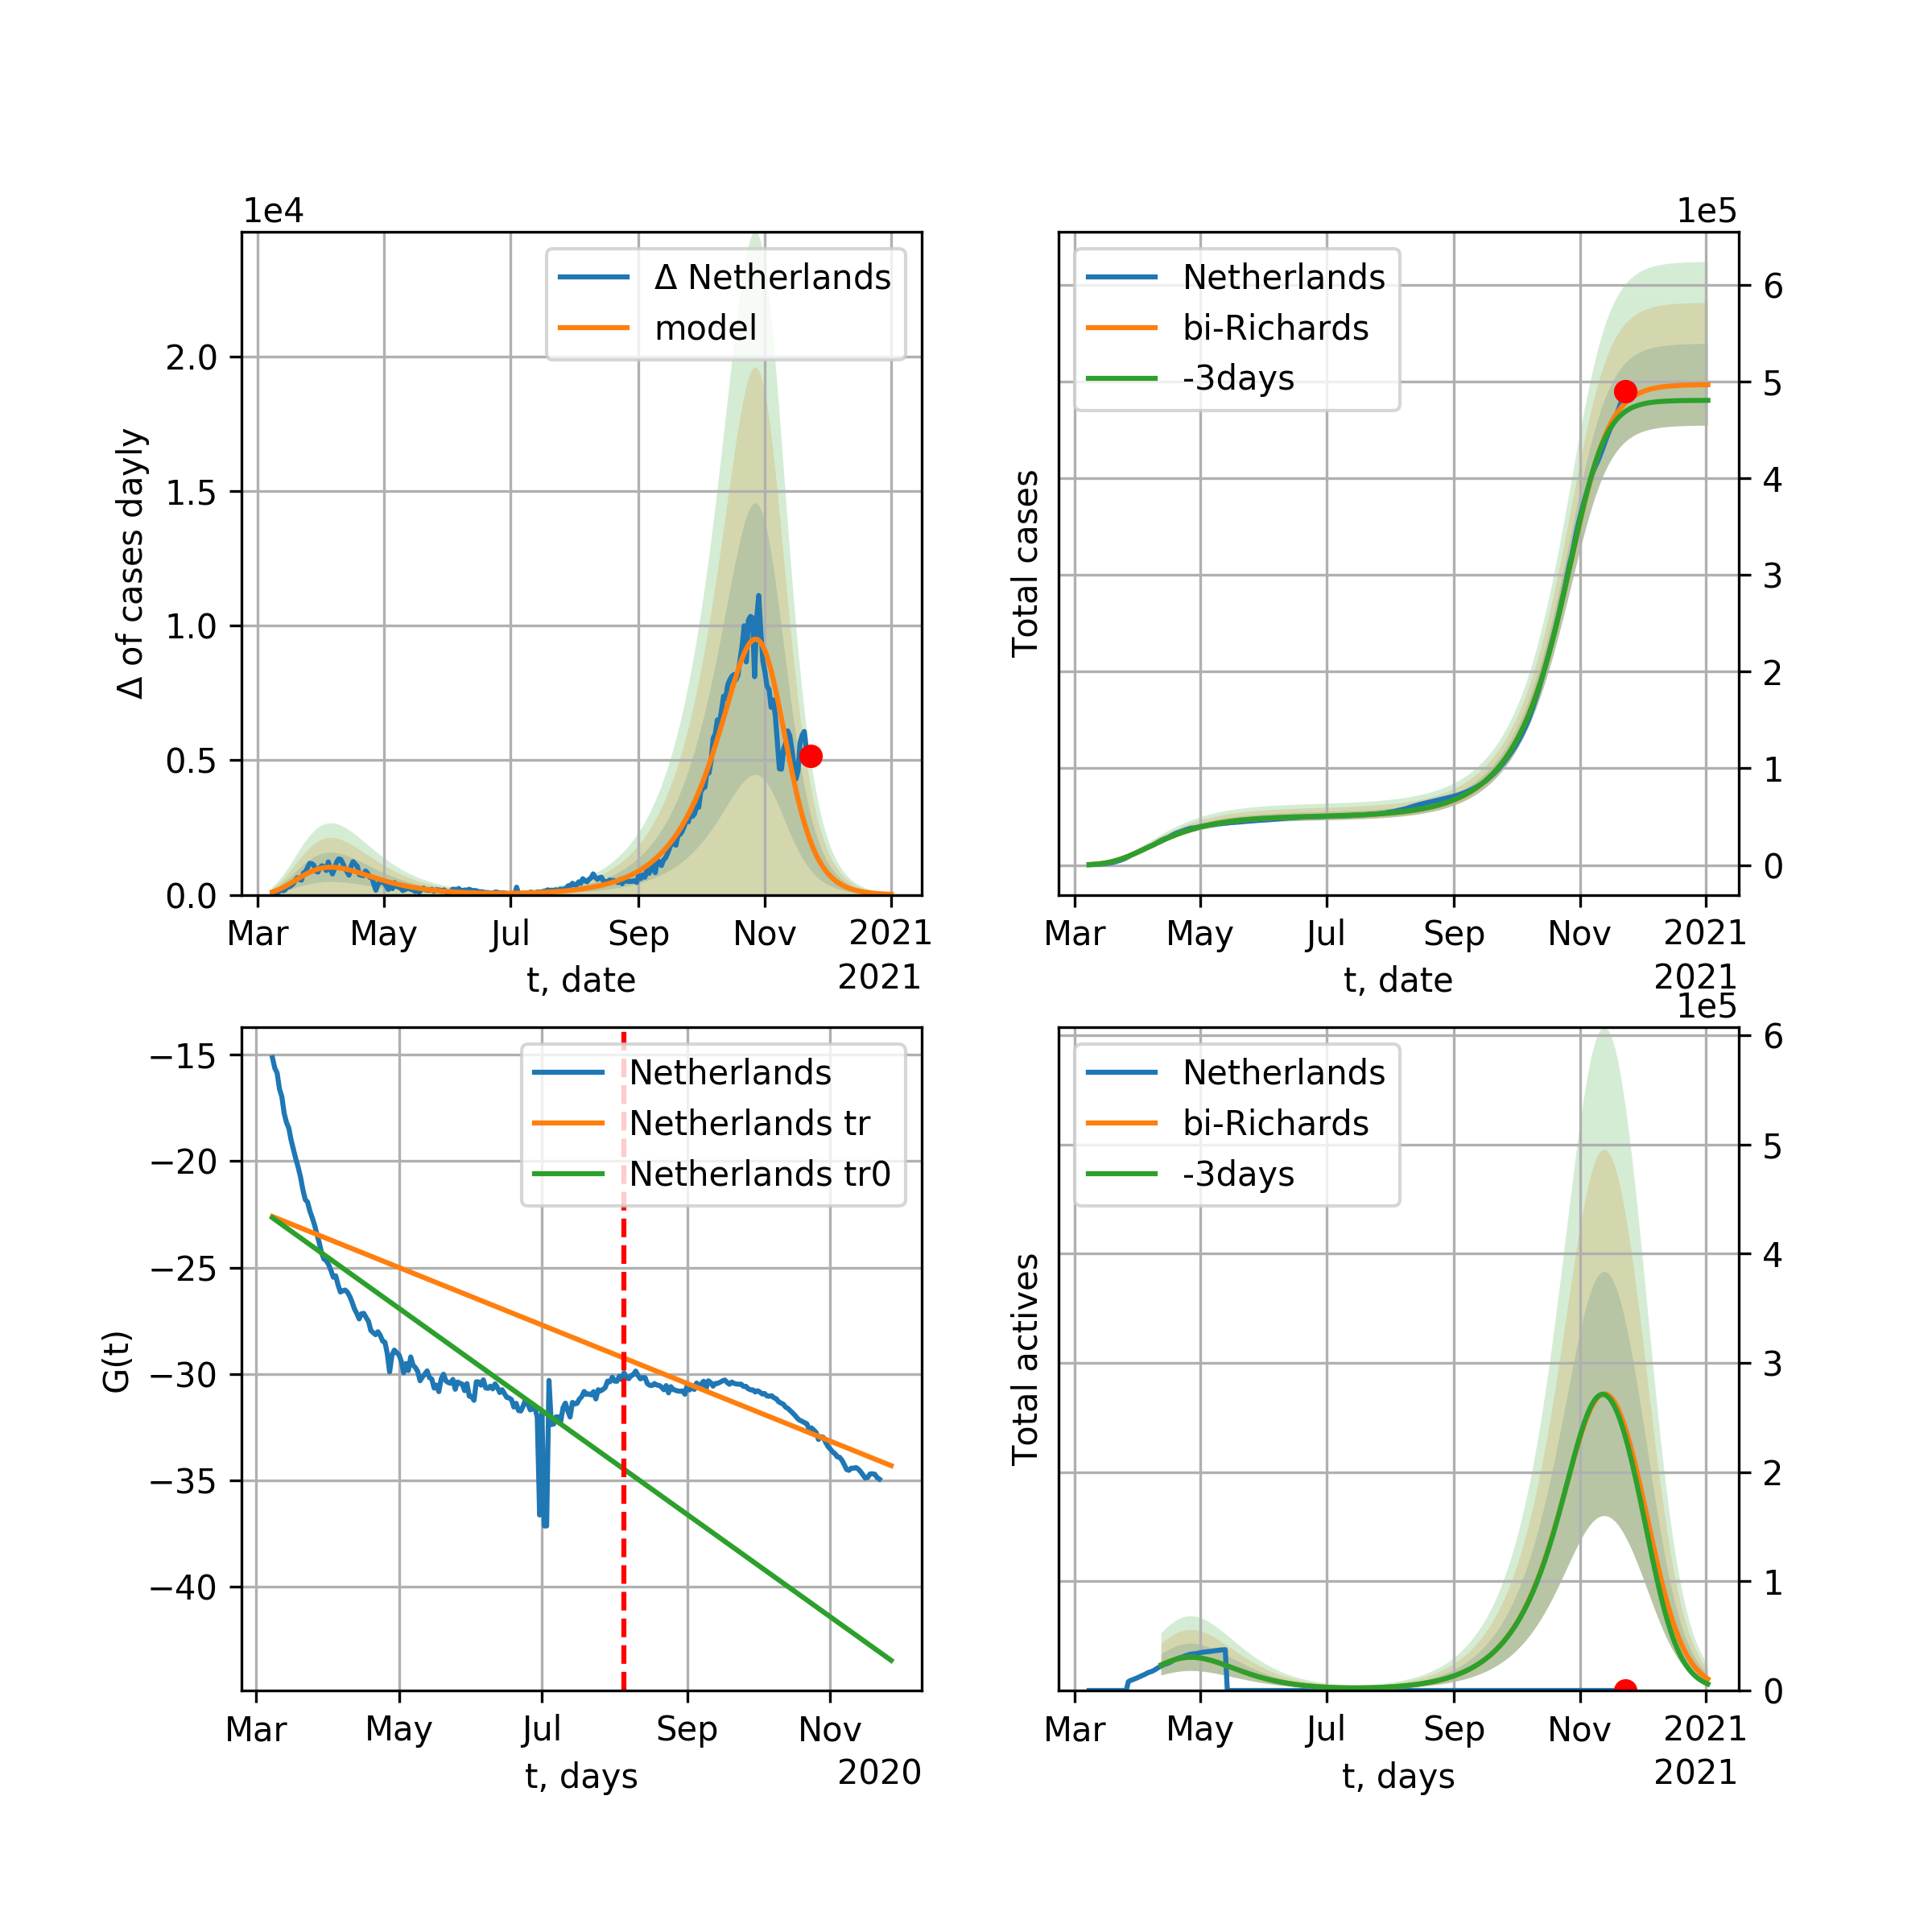 1e4
Δ of cases dayly
2.0
1.5
1.0
0.5
0.0
Δ Netherlands
model
Mar May Jul Sep Nov 2021
t, date
2021
1e5
Total cases
Netherlands
bi-Richards
-3days
6
5
4
3
2
1
0
Mar May Jul Sep Nov 2021
t, date
2021
G(t)
−15
−20
−25
−30
−35
−40
Netherlands
Netherlands tr
Netherlands tr0
Mar May Jul Sep Nov
t, days
2020
1e5
Total actives
Netherlands
bi-Richards
-3days
6
5
4
3
2
1
0
Mar May Jul Sep Nov 2021
t, days
2021